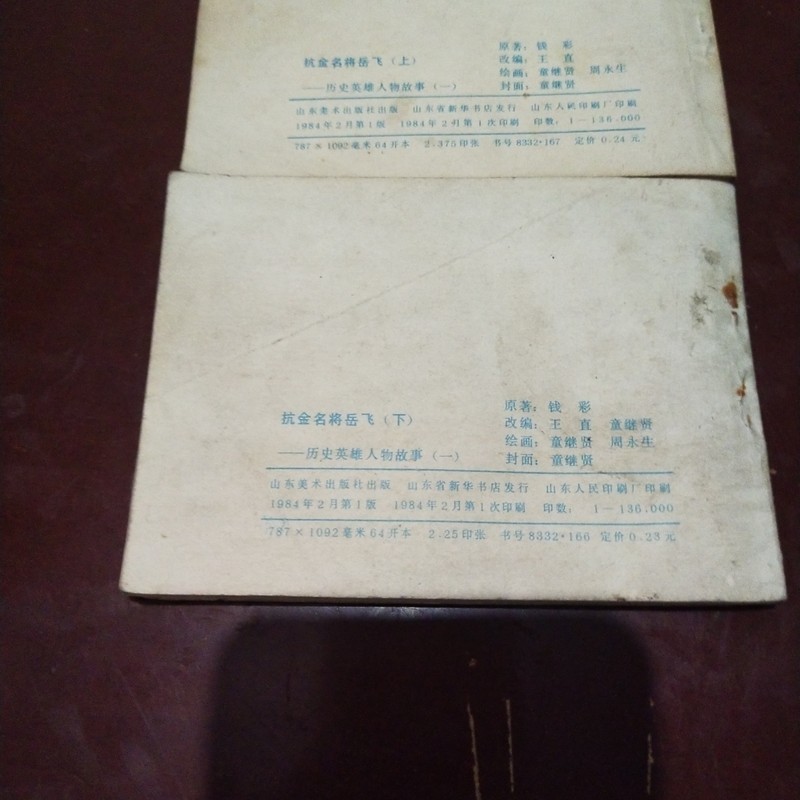 抗金名将岳飞（上）
——历史英雄人物故事（一）
原著：钱 彩
改编：王 直
绘画：童继贤 周永生
封面：童继贤
山东美术出版社出版 山东省新华书店发行 山东人民印刷厂印刷
1984年2月第1版 1984年2月第1次印刷 印数：1—136.000
787×1092毫米64开本 2.375印张 书号8332·167 定价0.24元
抗金名将岳飞（下）
——历史英雄人物故事（一）
原著：钱 彩
改编：王 直 童继贤
绘画：童继贤 周永生
封面：童继贤
山东美术出版社出版 山东省新华书店发行 山东人民印刷厂印刷
1984年2月第1版 1984年2月第1次印刷 印数：1—136.000
787×1092毫米64开本 2.25印张 书号8332·166 定价0.23元